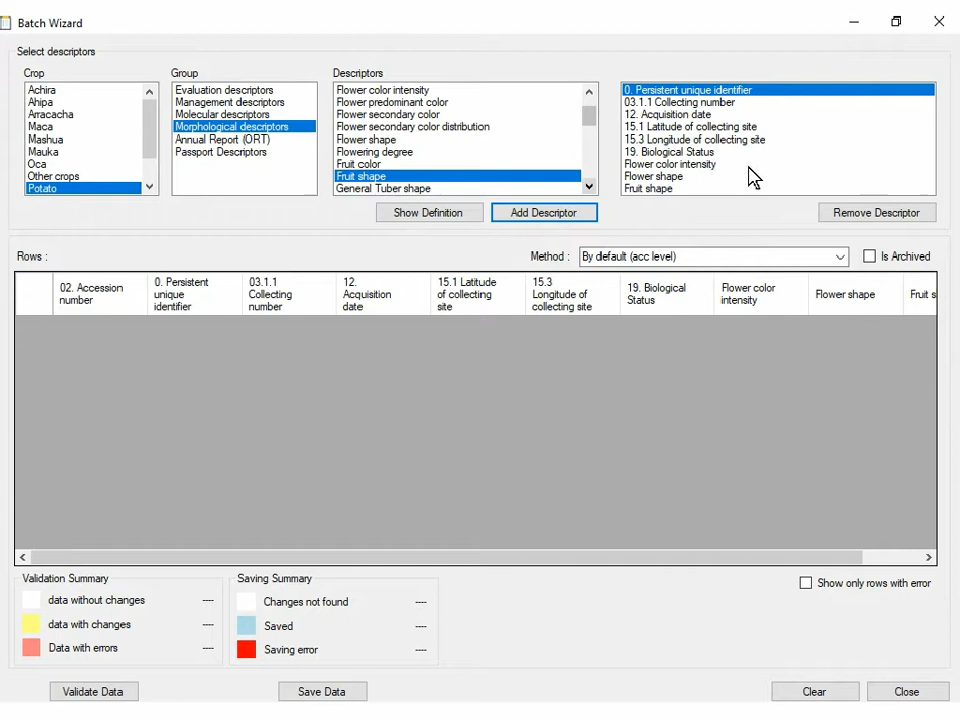 Batch Wizard
Select descriptors
Crop
Achira
Ahipa
Arracacha
Maca
Mashua
Mauka
Oca
Other crops
Potato
Group
Evaluation descriptors
Management descriptors
Molecular descriptors
Morphological descriptors
Annual Report (ORT)
Passport Descriptors
Descriptors
Flower color intensity
Flower predominant color
Flower secondary color
Flower secondary color distribution
Flower shape
Flowering degree
Fruit color
Fruit shape
General Tuber shape
0. Persistent unique identifier
03.1.1 Collecting number
12. Acquisition date
15.1 Latitude of collecting site
15.3 Longitude of collecting site
19. Biological Status
Flower color intensity
Flower shape
Fruit shape
Show Definition
Add Descriptor
Remove Descriptor
Rows :
Method :
By default (acc level)
Is Archived
02. Accession
number
0. Persistent
unique
identifier
03.1.1
Collecting
number
12.
Acquisition
date
15.1 Latitude
of collecting
site
15.3
Longitude of
collecting site
19. Biological
Status
Flower color
intensity
Flower shape
Fruit s
Validation Summary
data without changes ----
data with changes ----
Data with errors ----
Saving Summary
Changes not found ----
Saved ----
Saving error ----
Show only rows with error
Validate Data
Save Data
Clear
Close